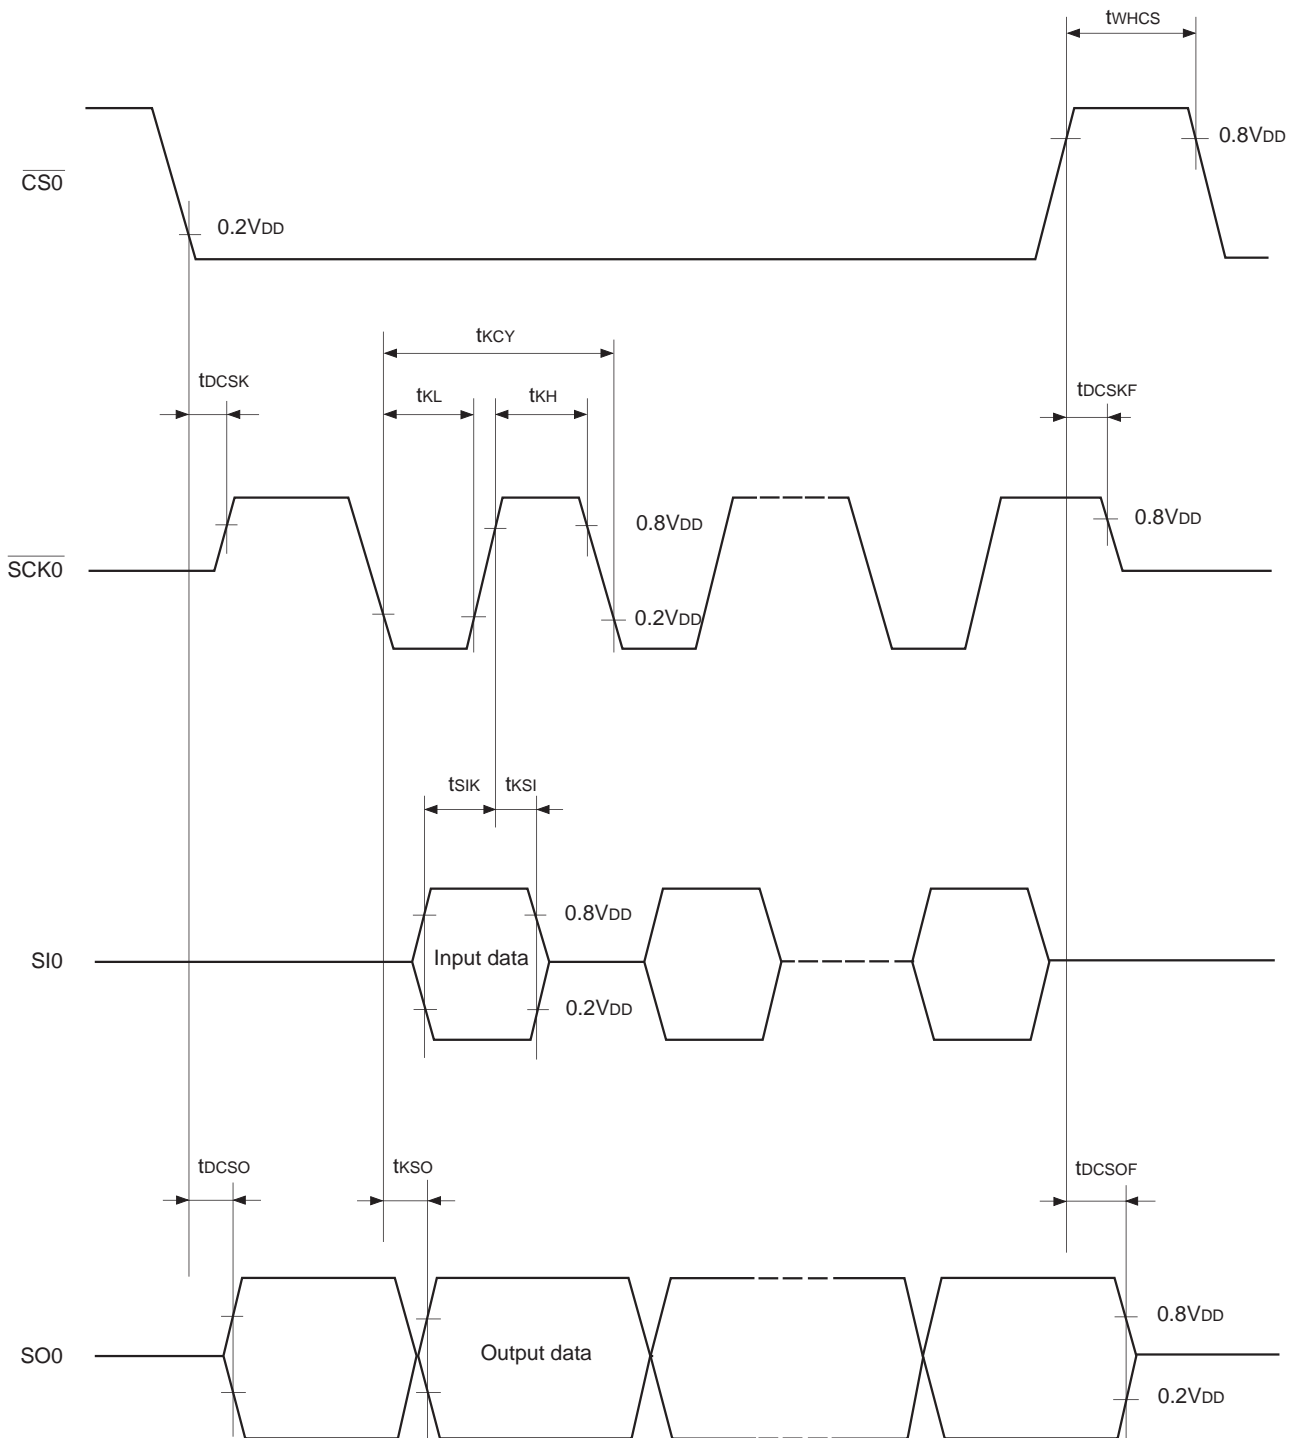 tWHCS
0.8VDD
CS0
0.2VDD
tKCY
tDCSK
tKL
tKH
tDCSKF
0.8VDD
0.8VDD
SCK0
0.2VDD
tSIK
tKSI
0.8VDD
SI0
Input data
0.2VDD
tDCSO
tKSO
tDCSOF
0.8VDD
SO0
Output data
0.2VDD